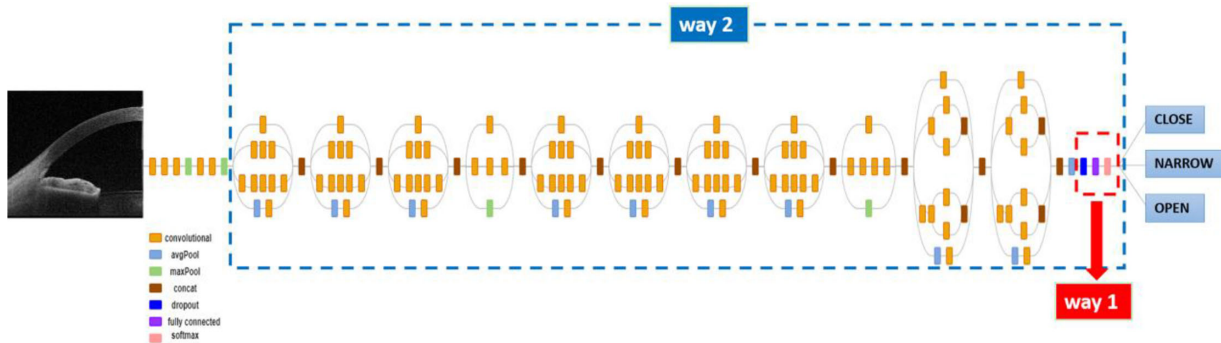 way 2
CLOSE
NARROW
OPEN
convolutional
avgPool
maxPool
concat
dropout
fully connected
softmax
way 1